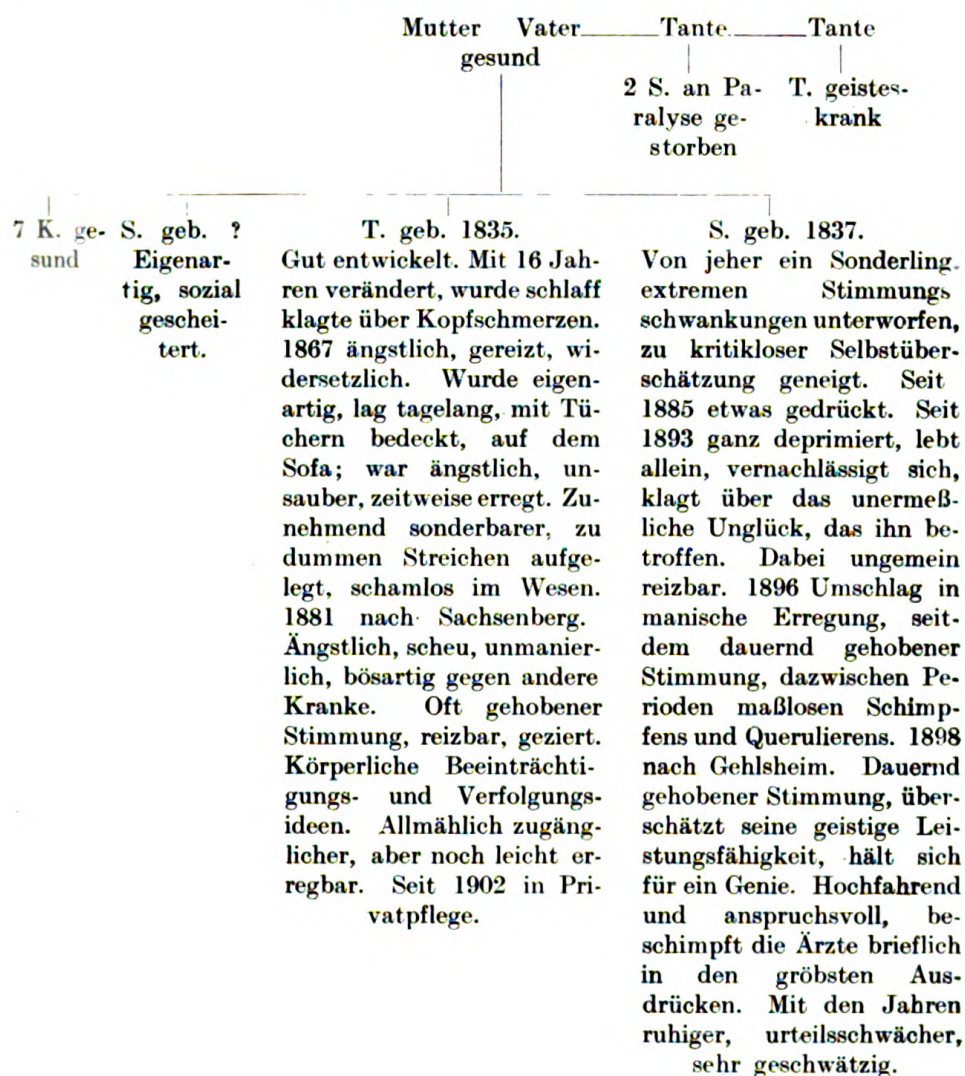 Mutter Vater Tante Tante
gesund
2 S. an Pa-
ralyse ge-
storben
T. geistes-
krank
7 K. ge-
sund
S. geb. ?
Eigenar-
tig, sozial
geschei-
tert.
T. geb. 1835.
Gut entwickelt. Mit 16 Jah-
ren verändert, wurde schlaff
klagte über Kopfschmerzen.
1867 ängstlich, gereizt, wi-
dersetzlich. Wurde eigen-
artig, lag tagelang, mit Tü-
chern bedeckt, auf dem
Sofa; war ängstlich, un-
sauber, zeitweise erregt. Zu-
nehmend sonderbarer, zu
dummen Streichen aufge-
legt, schamlos im Wesen.
1881 nach Sachsenberg.
Ängstlich, scheu, unmanier-
lich, bösartig gegen andere
Kranke. Oft gehobener
Stimmung, reizbar, geziert.
Körperliche Beeinträchti-
gungs- und Verfolgungs-
ideen. Allmählich zugäng-
licher, aber noch leicht er-
regbar. Seit 1902 in Pri-
vatpflege.
S. geb. 1837.
Von jeher ein Sonderling.
extremen Stimmungs
schwankungen unterworfen,
zu kritikloser Selbstüber-
schätzung geneigt. Seit
1885 etwas gedrückt. Seit
1893 ganz deprimiert, lebt
allein, vernachlässigt sich,
klagt über das unermeß-
liche Unglück, das ihn be-
troffen. Dabei ungemein
reizbar. 1896 Umschlag in
manische Erregung, seit-
dem dauernd gehobener
Stimmung, dazwischen Pe-
rioden maßlosen Schimp-
fens und Querulierens. 1898
nach Gehlsheim. Dauernd
gehobener Stimmung, über-
schätzt seine geistige Lei-
stungsfähigkeit, hält sich
für ein Genie. Hochfahrend
und anspruchsvoll, be-
schimpft die Ärzte brieflich
in den gröbsten Aus-
drücken. Mit den Jahren
ruhiger, urteilsschwächer,
sehr geschwätzig.